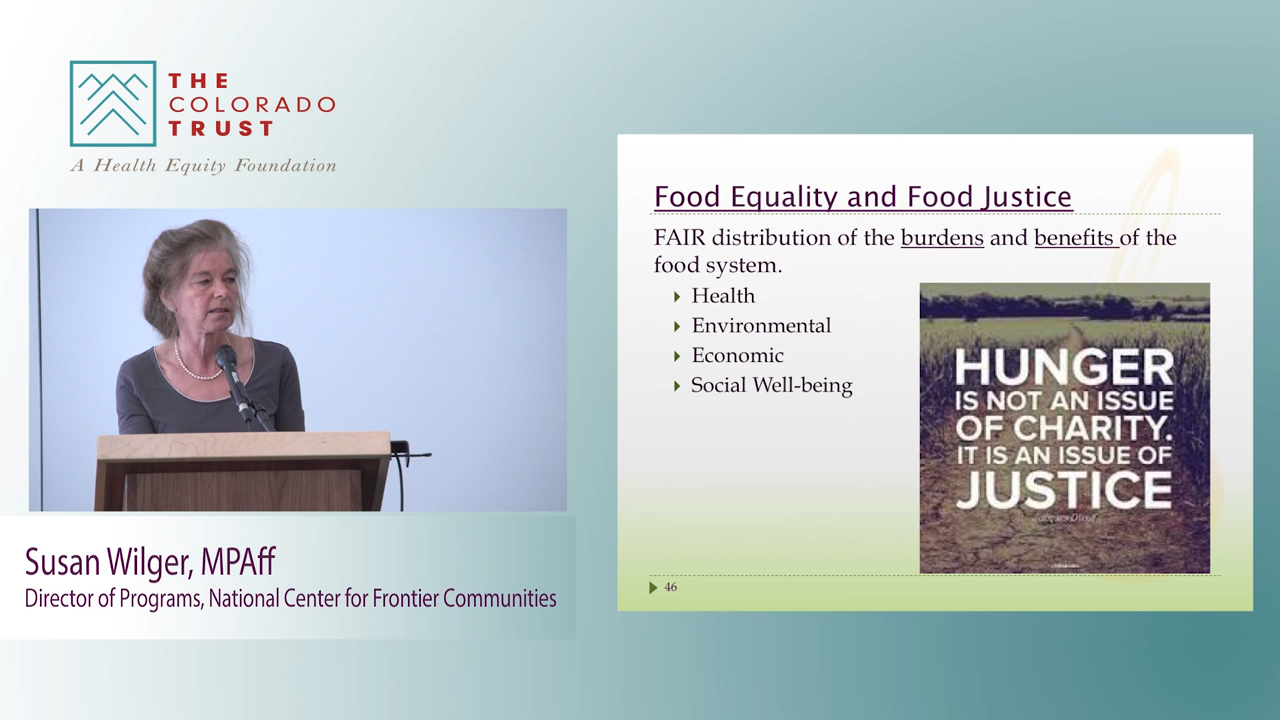 THE
COLORADO
TRUST
A Health Equity Foundation
Susan Wilger, MPAff
Director of Programs, National Center for Frontier Communities
Food Equality and Food Justice
FAIR distribution of the burdens and benefits of the
food system.
Health
Environmental
Economic
Social Well-being
HUNGER
IS NOT AN ISSUE
OF CHARITY.
IT IS AN ISSUE OF
JUSTICE
46